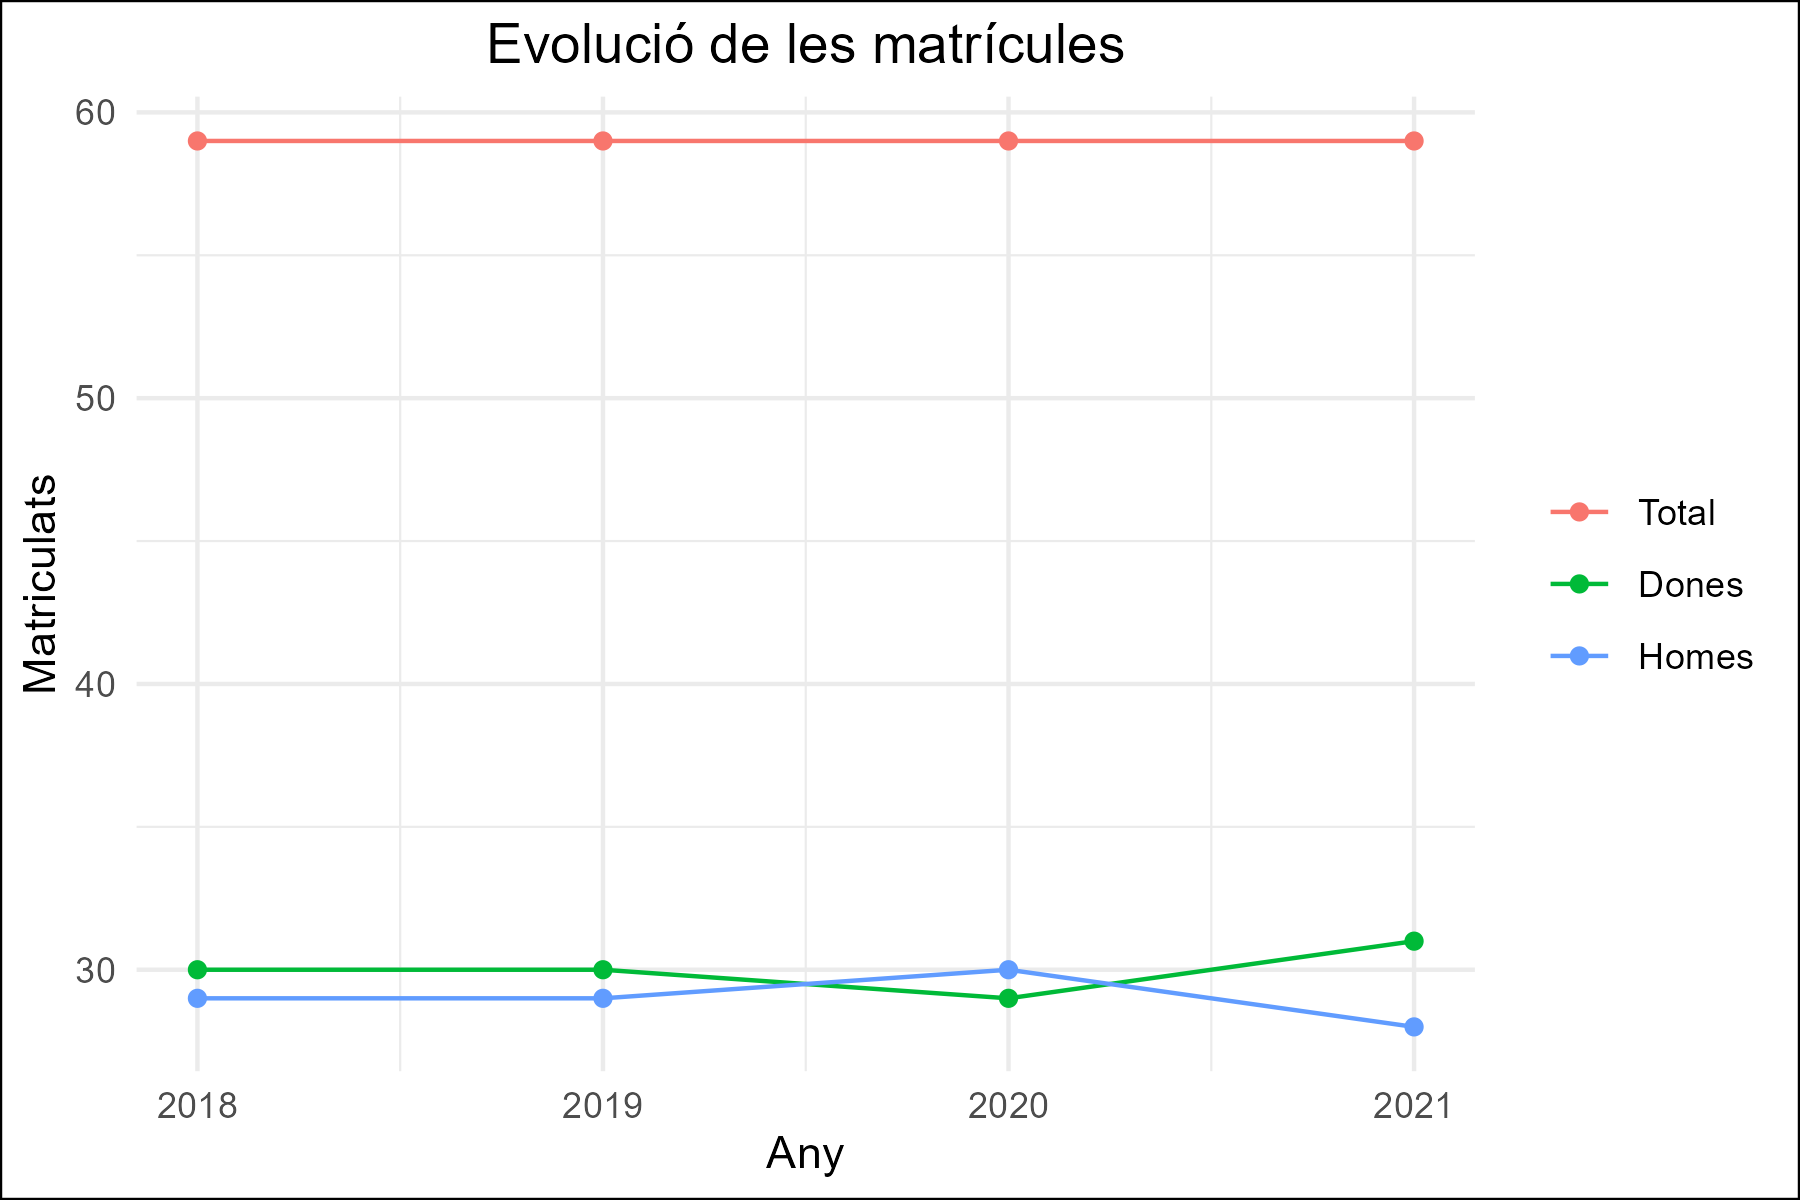 Evolució de les matrícules
60
50
40
30
Matriculats
2018 2019 2020 2021
Any
Total
Dones
Homes